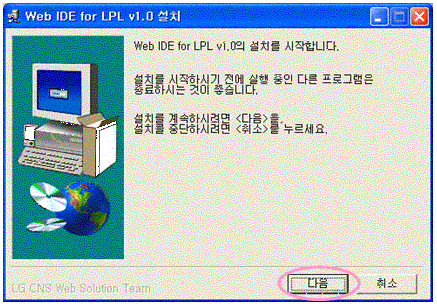 Web IDE for LPL v1.0 설치
Web IDE for LPL v1.0의 설치를 시작합니다.
설치를 시작하시기 전에 실행 중인 다른 프로그램은
종료하시는 것이 좋습니다.
설치를 계속하시려면 <다음>을,
설치를 중단하시려면 <취소>를 누르세요.
LG CNS Web Solution Team
다음
취소